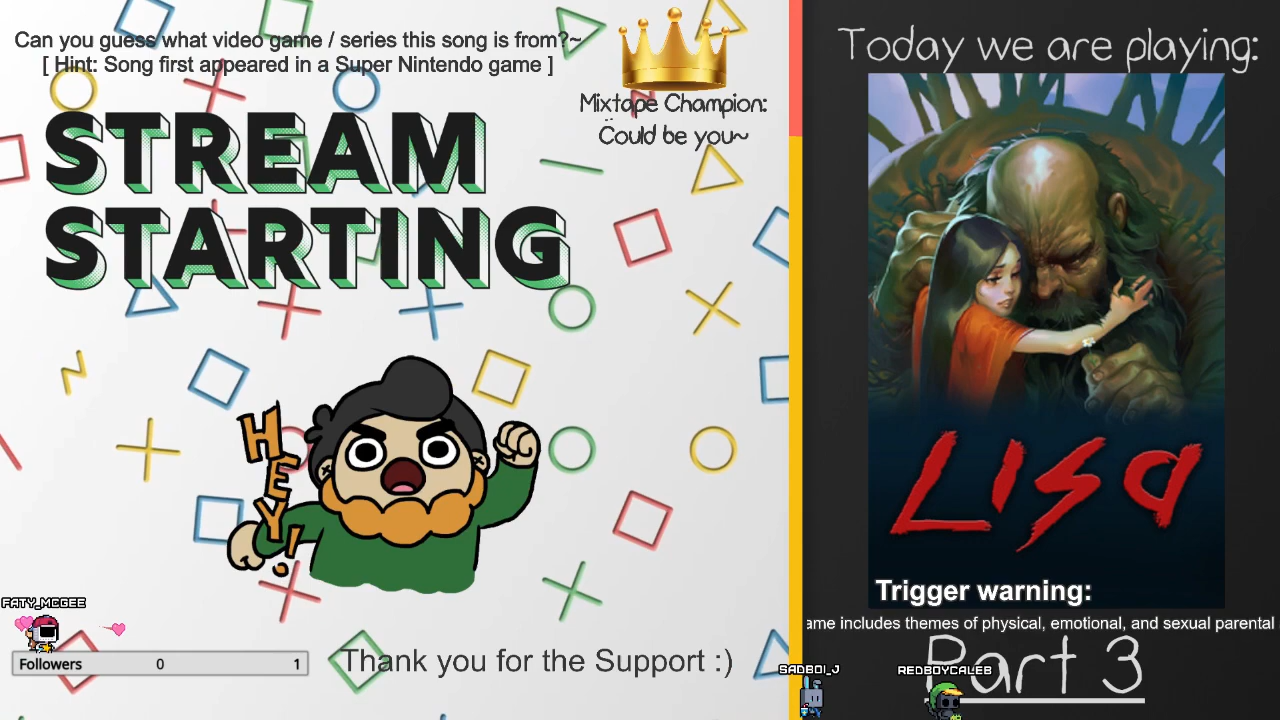 Can you guess what video game / series this song is from?~
[ Hint: Song first appeared in a Super Nintendo game ]
Mixtape Champion:
Could be you~
STREAM
STARTING
HEY!
FATY_MCGEE
Followers 0 1
Thank you for the Support :)
Today we are playing:
LISA
Trigger warning:
ame includes themes of physical, emotional, and sexual parental
Part 3
SADBOI_J
REDBOYCALEB